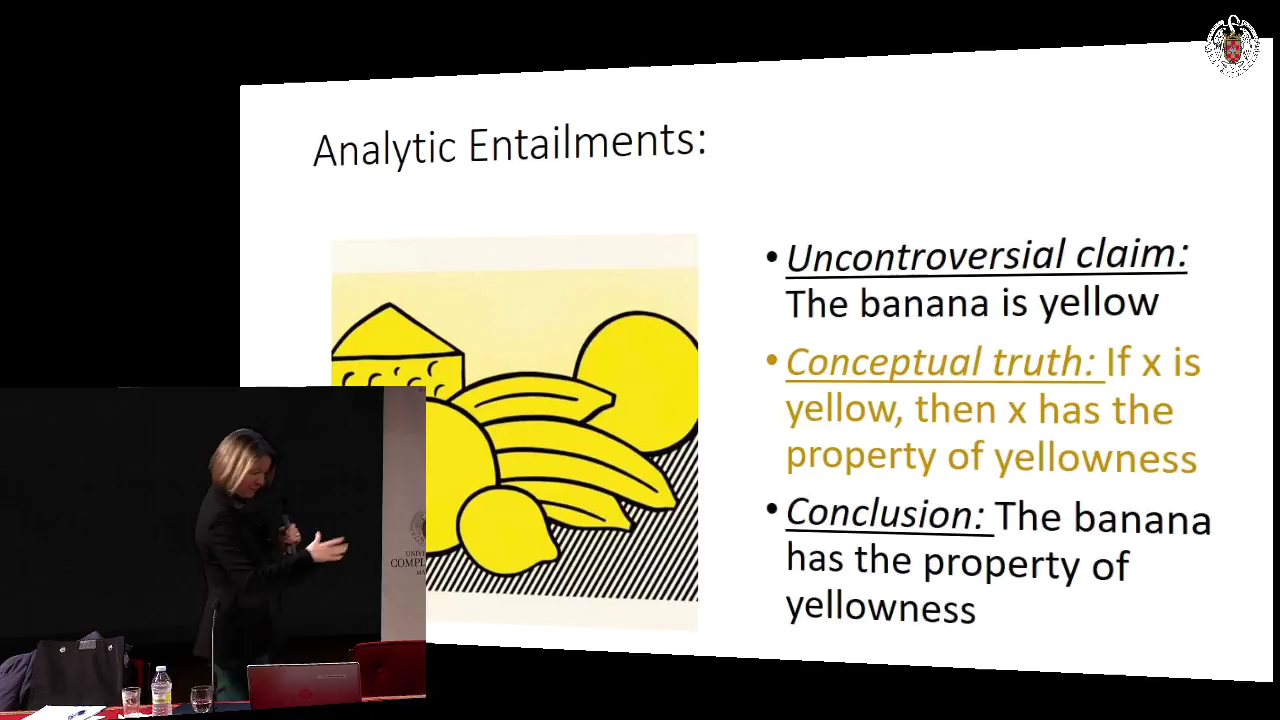 Analytic Entailments:
• Uncontroversial claim:
The banana is yellow
• Conceptual truth: If x is
yellow, then x has the
property of yellowness
• Conclusion: The banana
has the property of
yellowness